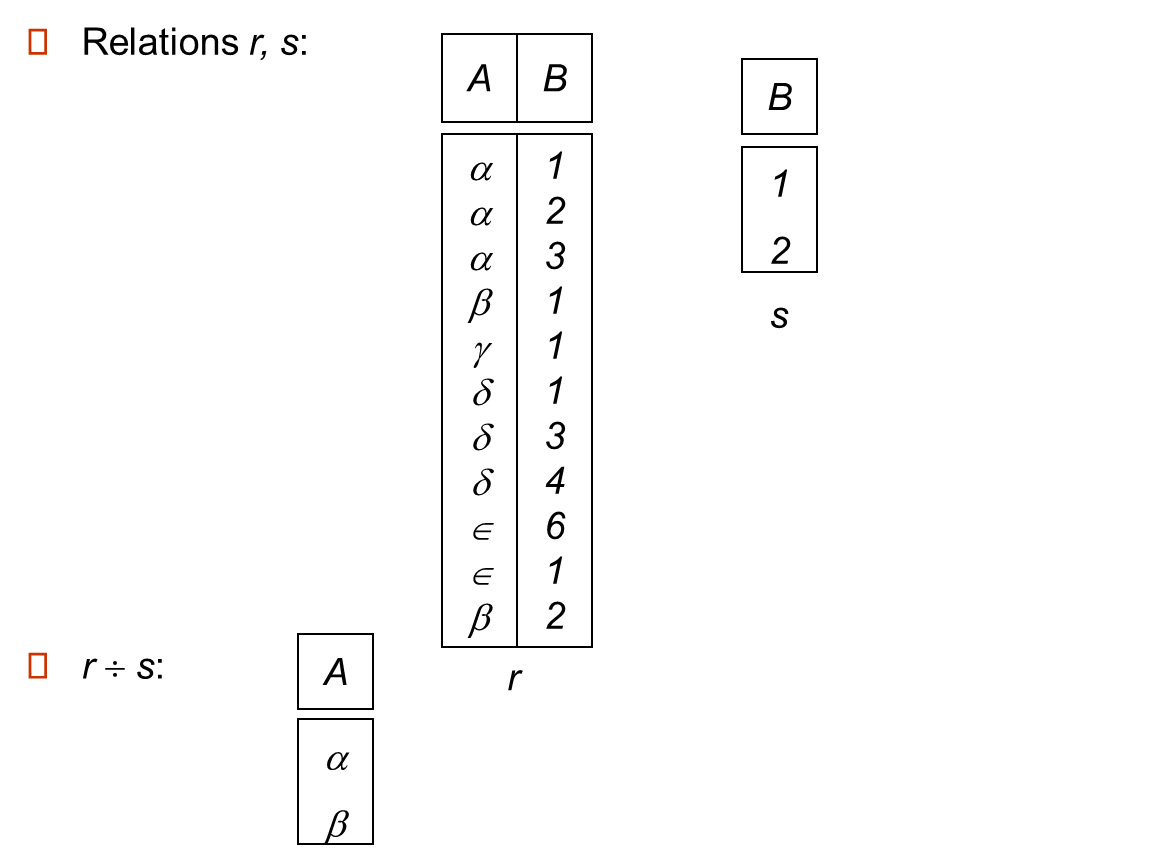 Relations r, s:
A B
α 1
α 2
α 3
β 1
γ 1
δ 1
δ 3
δ 4
∈ 6
∈ 1
β 2
r
B
1
2
s
r ÷ s:
A
α
β